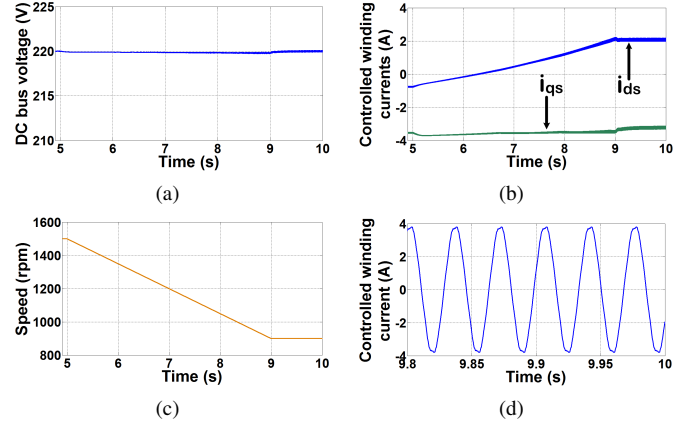 DC bus voltage (V)
225
220
215
210
5 6 7 8 9 10
Time (s)
(a)
Controlled winding
currents (A)
4
2
0
-2
-4
5 6 7 8 9 10
iqs
ids
Time (s)
(b)
Speed (rpm)
1600
1400
1200
1000
800
5 6 7 8 9 10
Time (s)
(c)
Controlled winding
current (A)
4
2
0
-2
-4
9.8 9.85 9.9 9.95 10
Time (s)
(d)